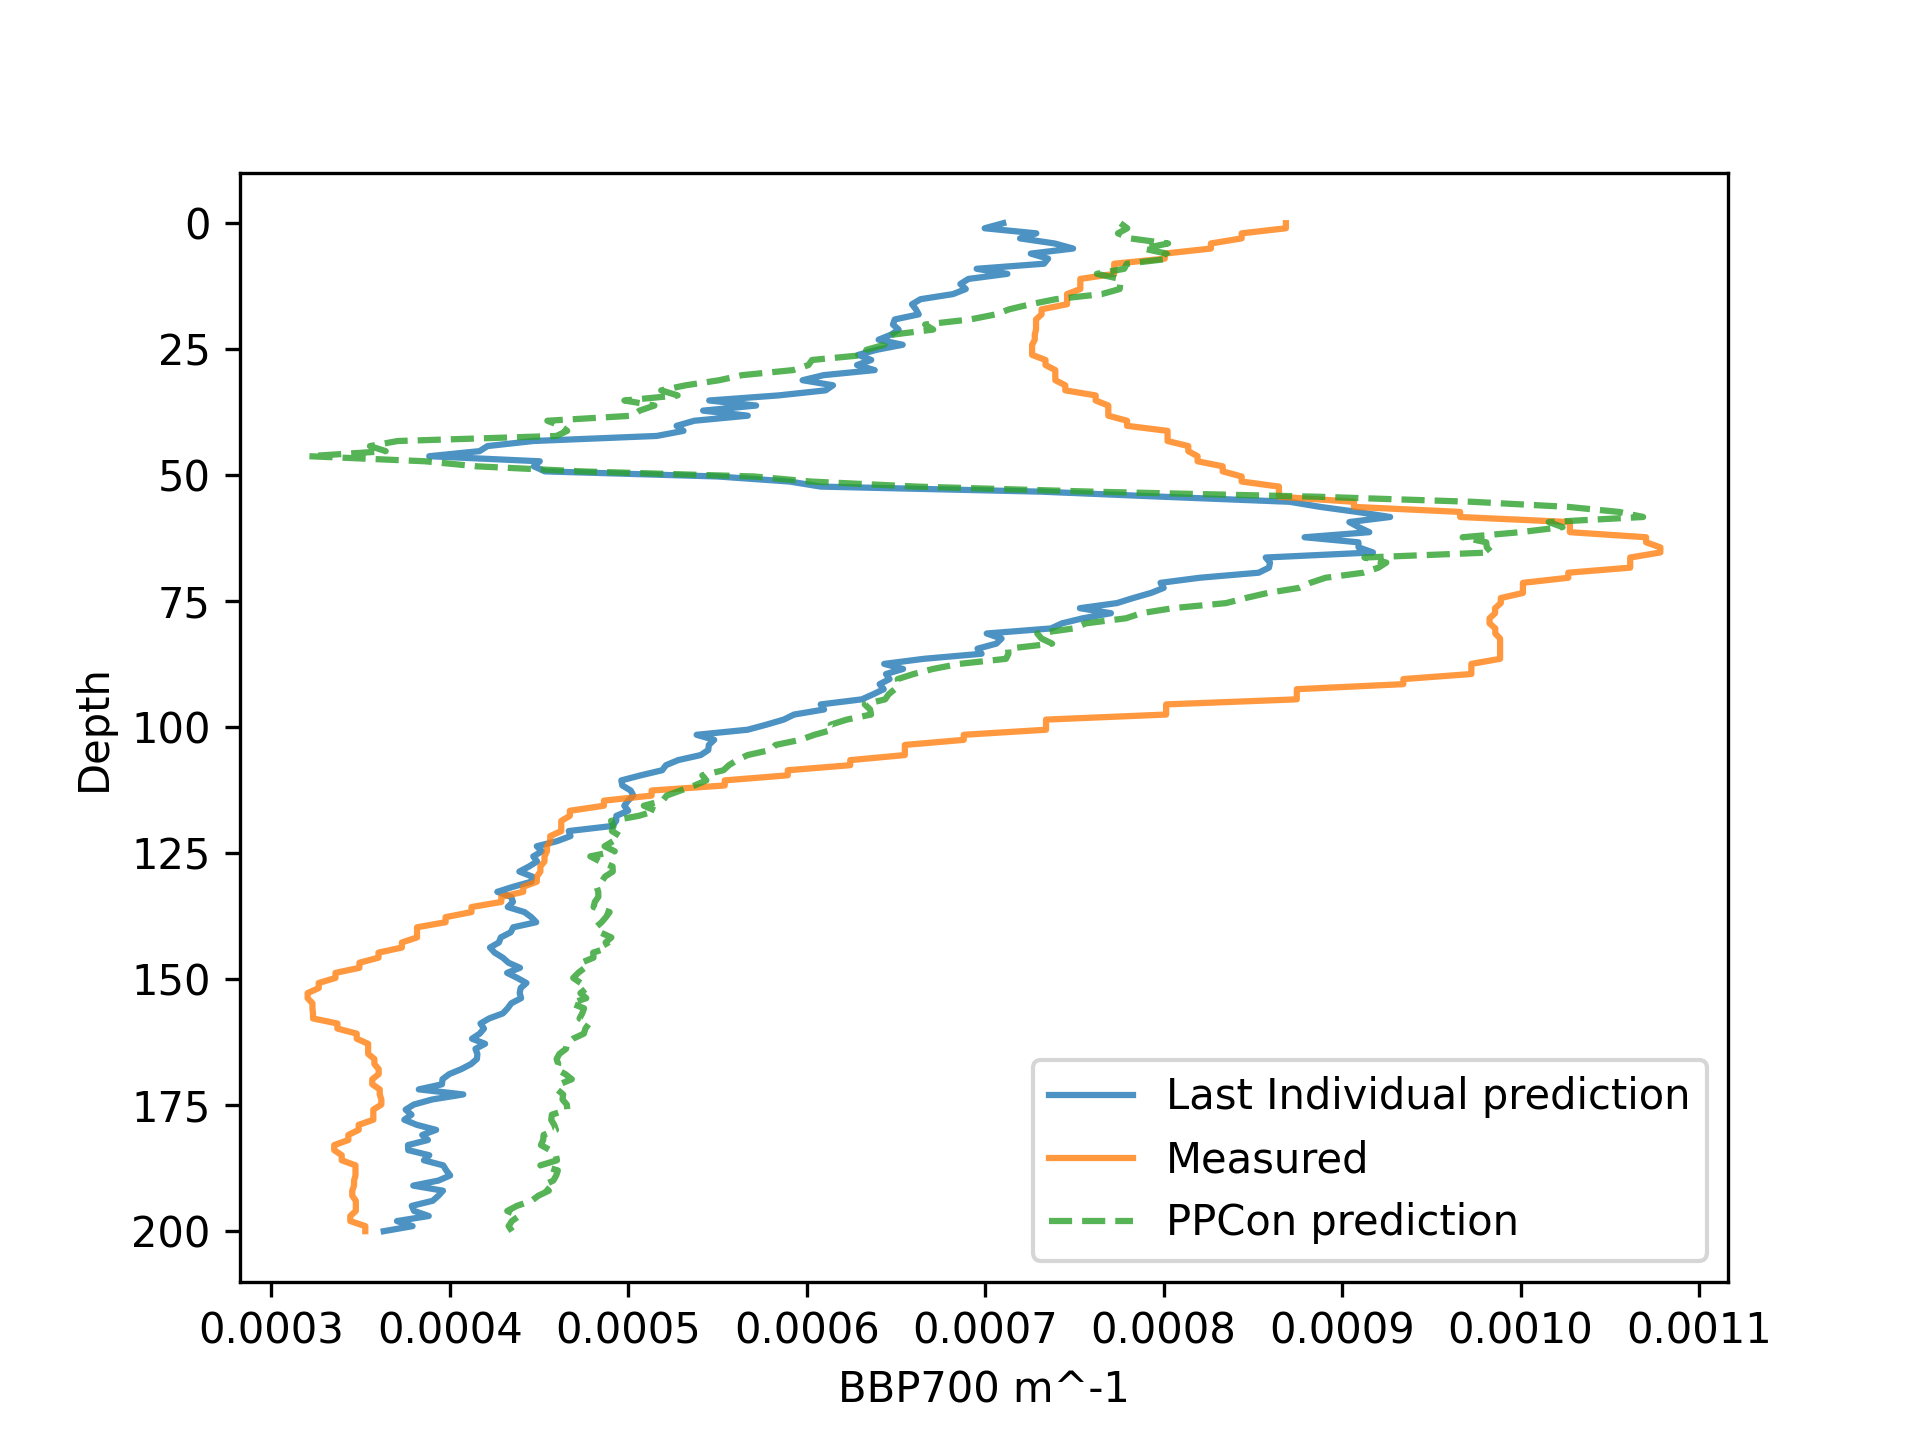 0
25
50
75
100
125
150
175
200
Depth
0.0003 0.0004 0.0005 0.0006 0.0007 0.0008 0.0009 0.0010 0.0011
BBP700 m^-1
Last Individual prediction
Measured
PPCon prediction